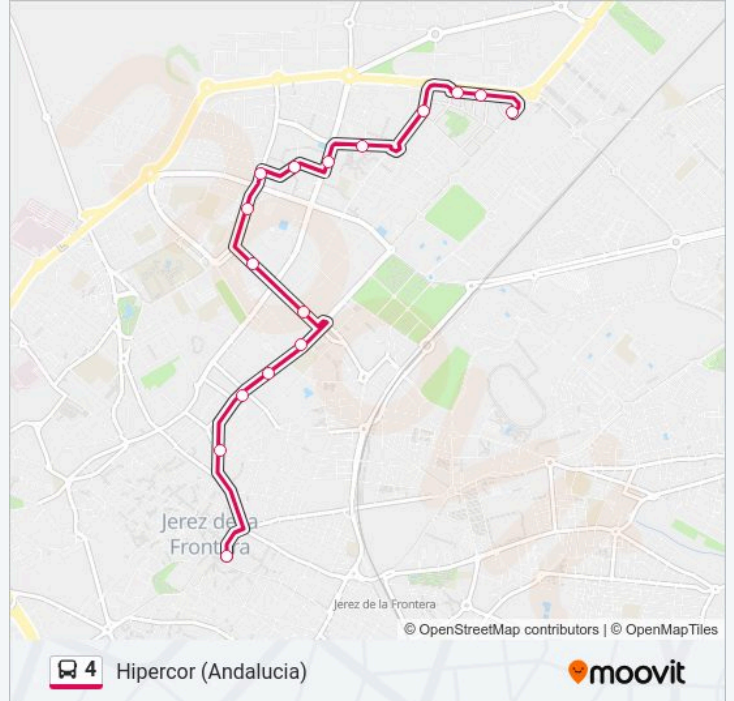 Jerez de la
Frontera
Jerez de la Frontera
© OpenStreetMap contributors | © OpenMapTiles
4 Hipercor (Andalucia)
moovit